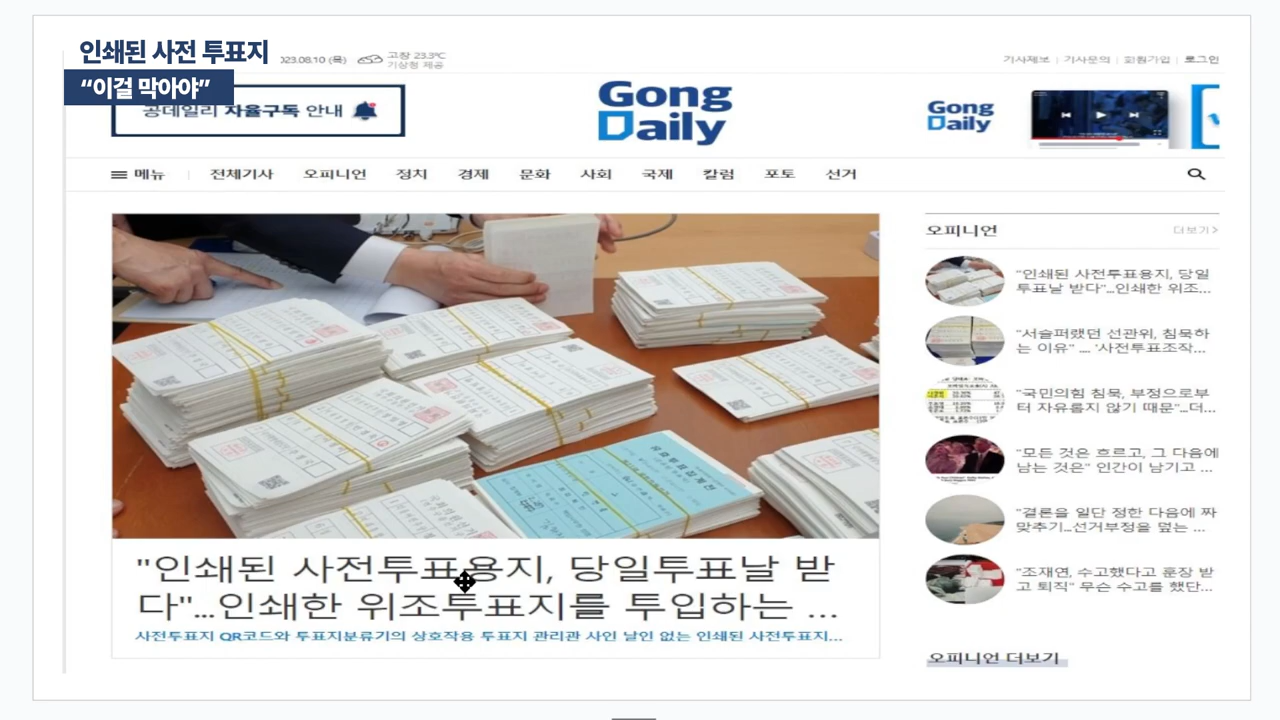 인쇄된 사전 투표지
“이걸 막아야”
023.08.10 (목)
고창 23.3℃
기상청 제공
기사제보 | 기사문의 | 회원가입 | 로그인
공데일리 자율구독 안내
Gong
Daily
Gong
Daily
메뉴
전체기사 오피니언 정치 경제 문화 사회 국제 칼럼 포토 선거
"인쇄된 사전투표용지, 당일투표날 받
다"...인쇄한 위조투표지를 투입하는 ...
사전투표지 QR코드와 투표지분류기의 상호작용 투표지 관리관 사인 날인 없는 인쇄된 사전투표지...
오피니언
더보기
"인쇄된 사전투표용지, 당일
투표날 받다"...인쇄한 위조...
"서슬퍼랬던 선관위, 침묵하
는 이유" .... '사전투표조작...
"국민의힘 침묵, 부정으로부
터 자유롭지 않기 때문"...더...
"모든 것은 흐르고, 그 다음에
남는 것은" 인간이 남기고 ...
"결론을 일단 정한 다음에 짜
맞추기...선거부정을 덮는 ...
"조재연, 수고했다고 훈장 받
고 퇴직" 무슨 수고를 했단...
오피니언 더보기